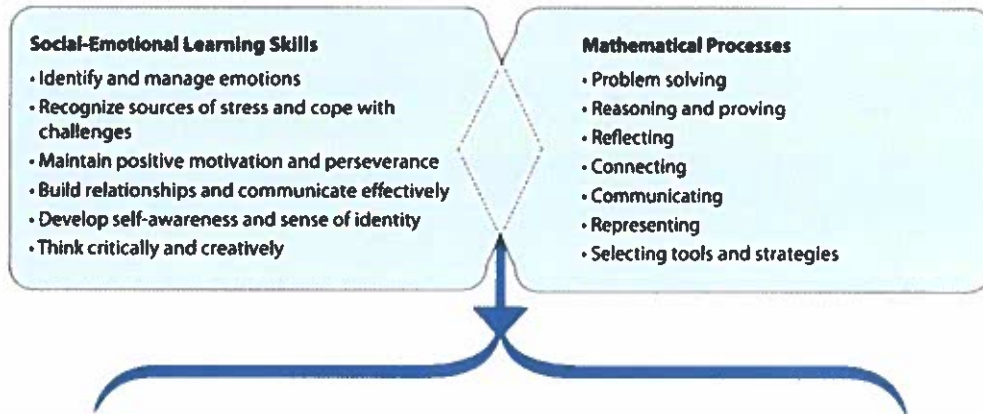 Social-Emotional Learning Skills
• Identify and manage emotions
• Recognize sources of stress and cope with
challenges
• Maintain positive motivation and perseverance
• Build relationships and communicate effectively
• Develop self-awareness and sense of identity
• Think critically and creatively
Mathematical Processes
• Problem solving
• Reasoning and proving
• Reflecting
• Connecting
• Communicating
• Representing
• Selecting tools and strategies